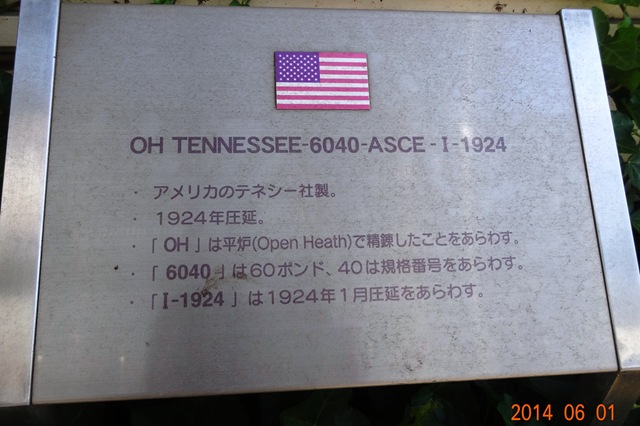 OH TENNESSEE-6040-ASCE-I-1924
・ アメリカのテネシー社製。
・ 1924年圧延。
・「OH」は平炉(Open Heath)で精錬したことをあらわす。
・「6040」は60ポンド、40は規格番号をあらわす。
・「I-1924」は1924年1月圧延をあらわす。
2014 06 01